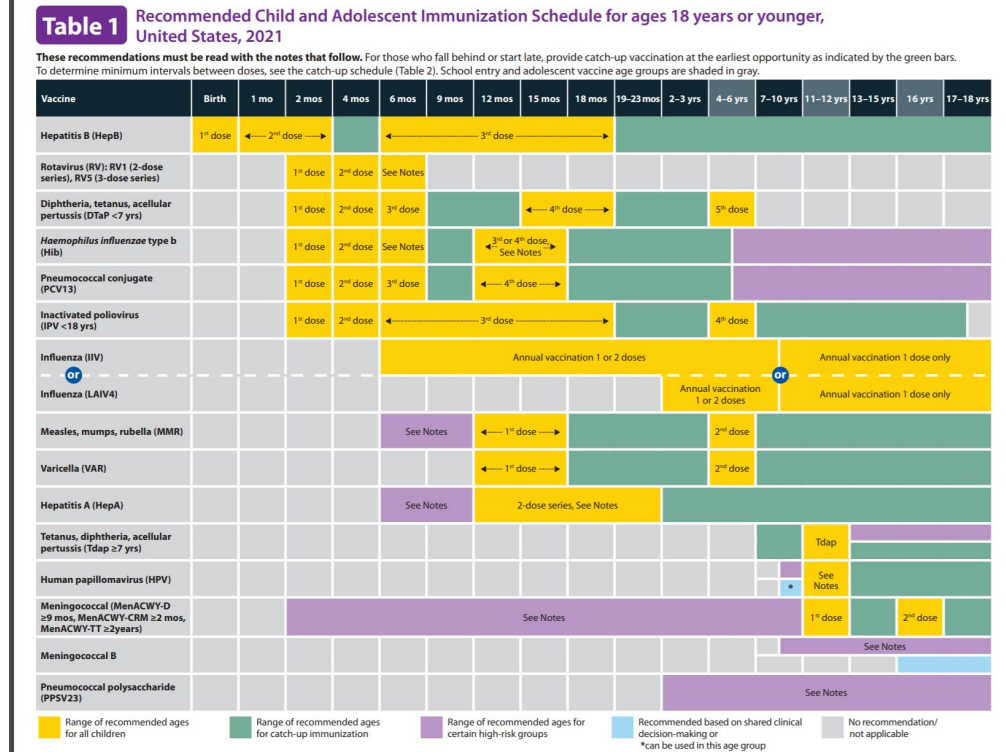 Table 1
Recommended Child and Adolescent Immunization Schedule for ages 18 years or younger,
United States, 2021
These recommendations must be read with the notes that follow. For those who fall behind or start late, provide catch-up vaccination at the earliest opportunity as indicated by the green bars.
To determine minimum intervals between doses, see the catch-up schedule (Table 2). School entry and adolescent vaccine age groups are shaded in gray.
Vaccine Birth 1 mo 2 mos 4 mos 6 mos 9 mos 12 mos 15 mos 18 mos 19–23 mos 2–3 yrs 4–6 yrs 7–10 yrs 11–12 yrs 13–15 yrs 16 yrs 17–18 yrs
Hepatitis B (HepB) 1st dose 2nd dose 3rd dose
Rotavirus (RV): RV1 (2-dose
series), RV5 (3-dose series) 1st dose 2nd dose See Notes
Diphtheria, tetanus, acellular
pertussis (DTaP <7 yrs) 1st dose 2nd dose 3rd dose 4th dose 5th dose
Haemophilus influenzae type b
(Hib) 1st dose 2nd dose See Notes 3rd or 4th dose,
See Notes
Pneumococcal conjugate
(PCV13) 1st dose 2nd dose 3rd dose 4th dose
Inactivated poliovirus
(IPV <18 yrs) 1st dose 2nd dose 3rd dose 4th dose
Influenza (IIV) Annual vaccination 1 or 2 doses Annual vaccination 1 dose only
or or
Influenza (LAIV4) Annual vaccination
1 or 2 doses Annual vaccination 1 dose only
Measles, mumps, rubella (MMR) See Notes 1st dose 2nd dose
Varicella (VAR) 1st dose 2nd dose
Hepatitis A (HepA) See Notes 2-dose series, See Notes
Tetanus, diphtheria, acellular
pertussis (Tdap ≥7 yrs) Tdap
Human papillomavirus (HPV) * See
Notes
Meningococcal (MenACWY-D
≥9 mos, MenACWY-CRM ≥2 mos,
MenACWY-TT ≥2years) See Notes 1st dose 2nd dose
Meningococcal B See Notes
Pneumococcal polysaccharide
(PPSV23) See Notes
Range of recommended ages
for all children
Range of recommended ages
for catch-up immunization
Range of recommended ages for
certain high-risk groups
Recommended based on shared clinical
decision-making or
*can be used in this age group
No recommendation/
not applicable